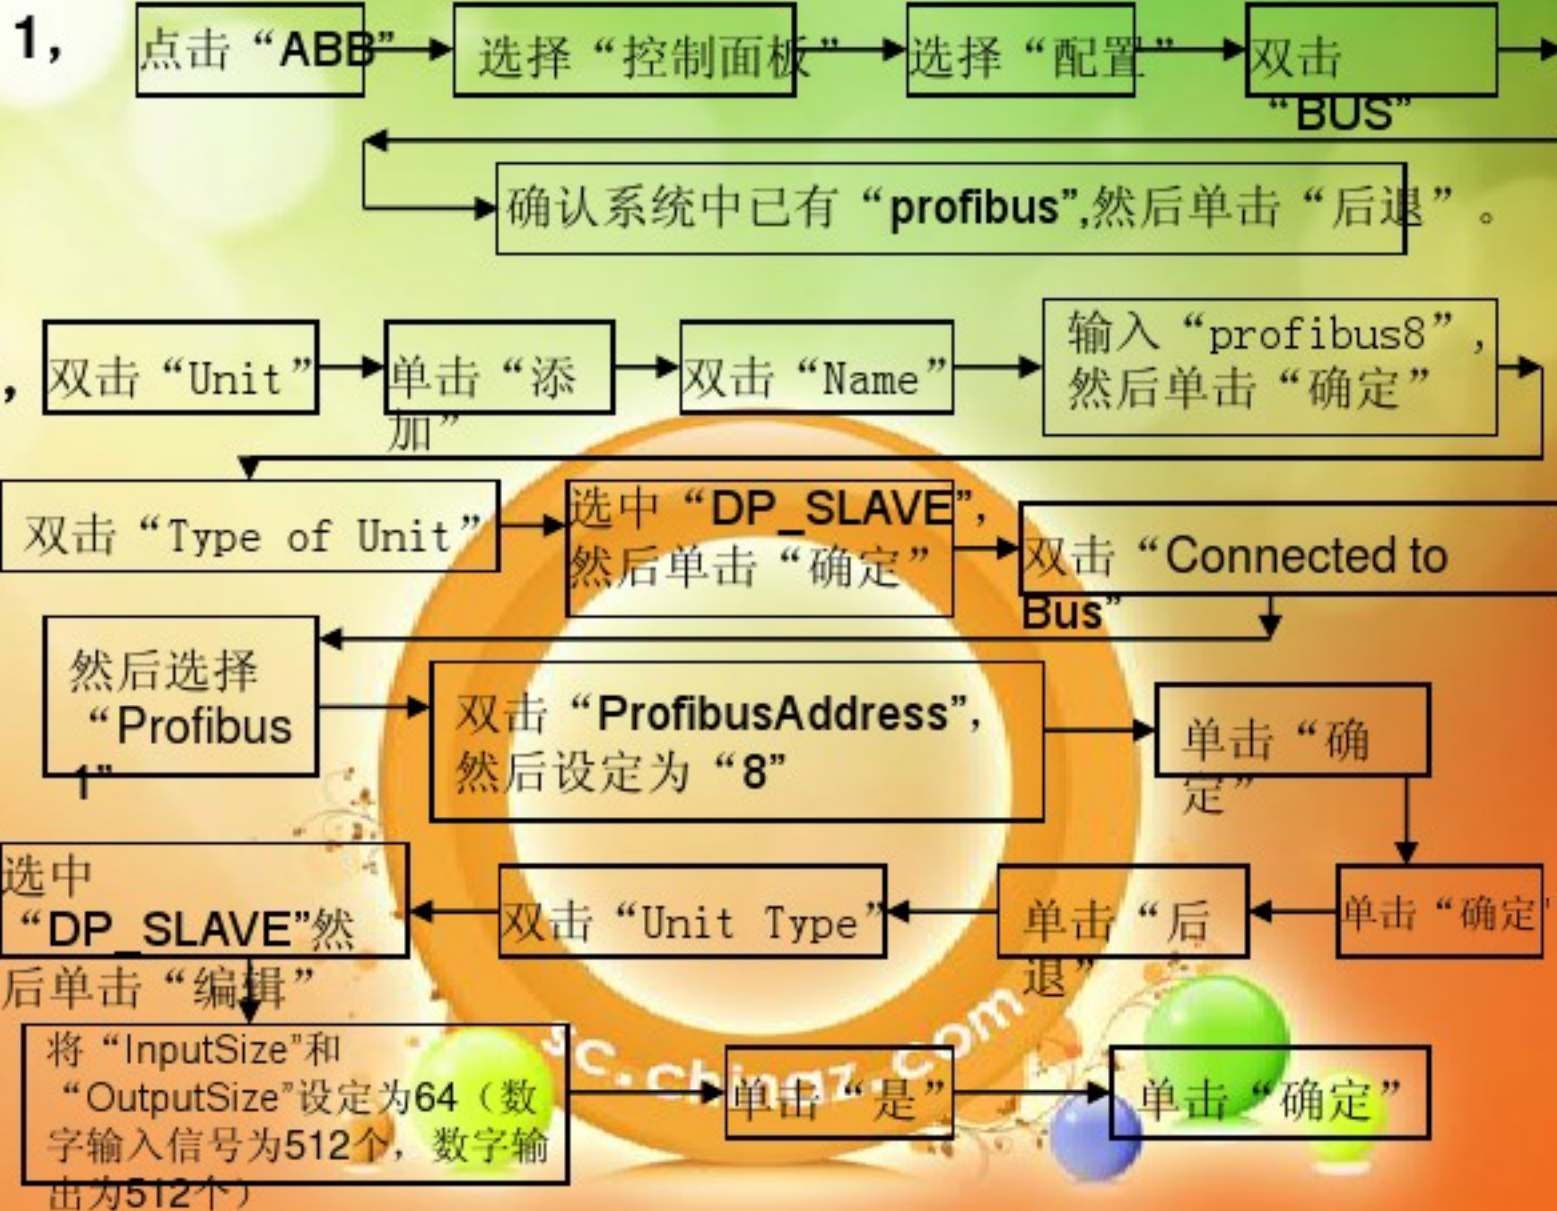 1,
点击“ABB”
选择“控制面板”
选择“配置”
双击
“BUS”
确认系统中已有“profibus”,然后单击“后退”。
,
双击“Unit”
单击“添
加”
双击“Name”
输入“profibus8”,
然后单击“确定”
双击“Type of Unit”
选中“DP_SLAVE”,
然后单击“确定”
双击“Connected to
Bus”
然后选择
“Profibus
1”
双击“ProfibusAddress”,
然后设定为“8”
单击“确
定”
单击“确定”
单击“后
退”
双击“Unit Type”
选中
“DP_SLAVE”然
后单击“编辑”
将“InputSize”和
“OutputSize”设定为64（数
字输入信号为512个，数字输
出为512个）
单击“是”
单击“确定”
sc.chinaz.com